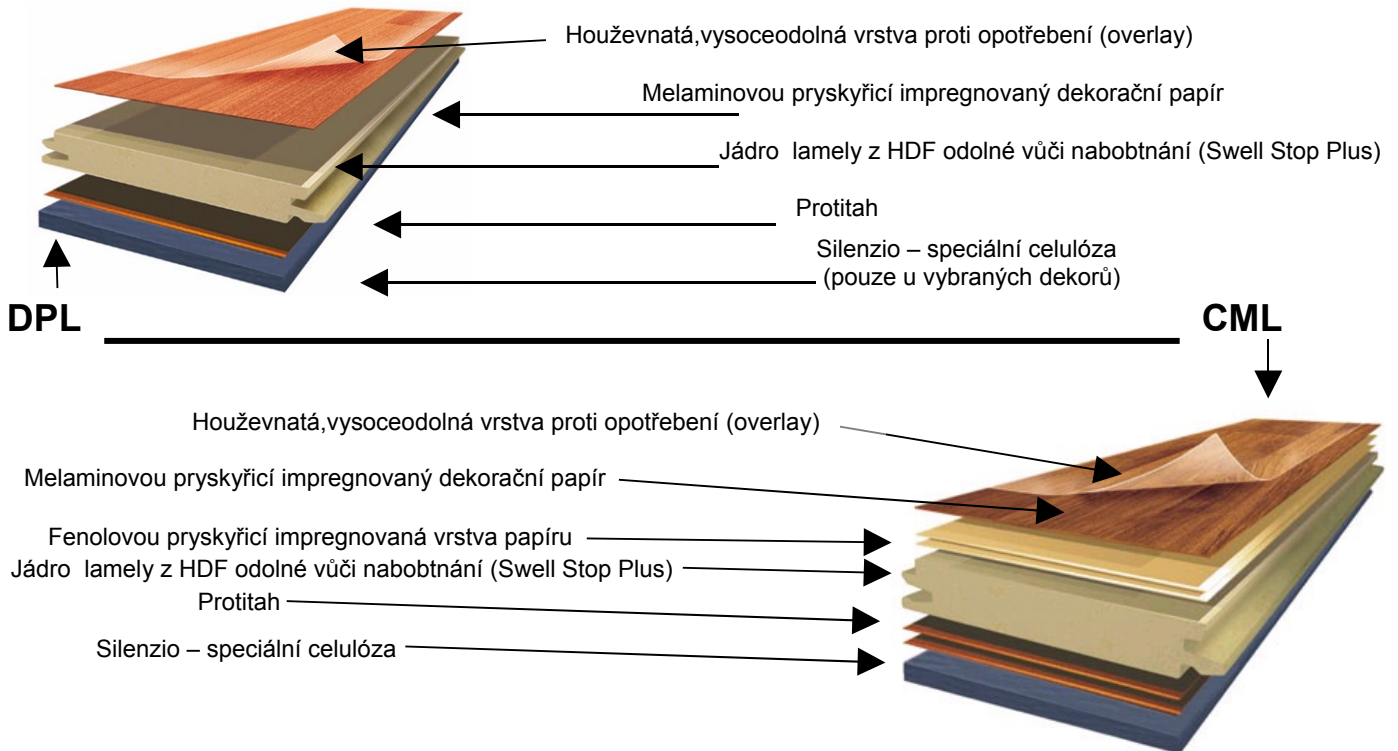 Houževnatá,vysoceodolná vrstva proti opotřebení (overlay)
Melaminovou pryskyřicí impregnovaný dekorační papír
Jádro  lamely z HDF odolné vůči nabobtnání (Swell Stop Plus)
Protitah
Silenzio – speciální celulóza
(pouze u vybraných dekorů)
DPL
CML
Houževnatá,vysoceodolná vrstva proti opotřebení (overlay)
Melaminovou pryskyřicí impregnovaný dekorační papír
Fenolovou pryskyřicí impregnovaná vrstva papíru
Jádro  lamely z HDF odolné vůči nabobtnání (Swell Stop Plus)
Protitah
Silenzio – speciální celulóza